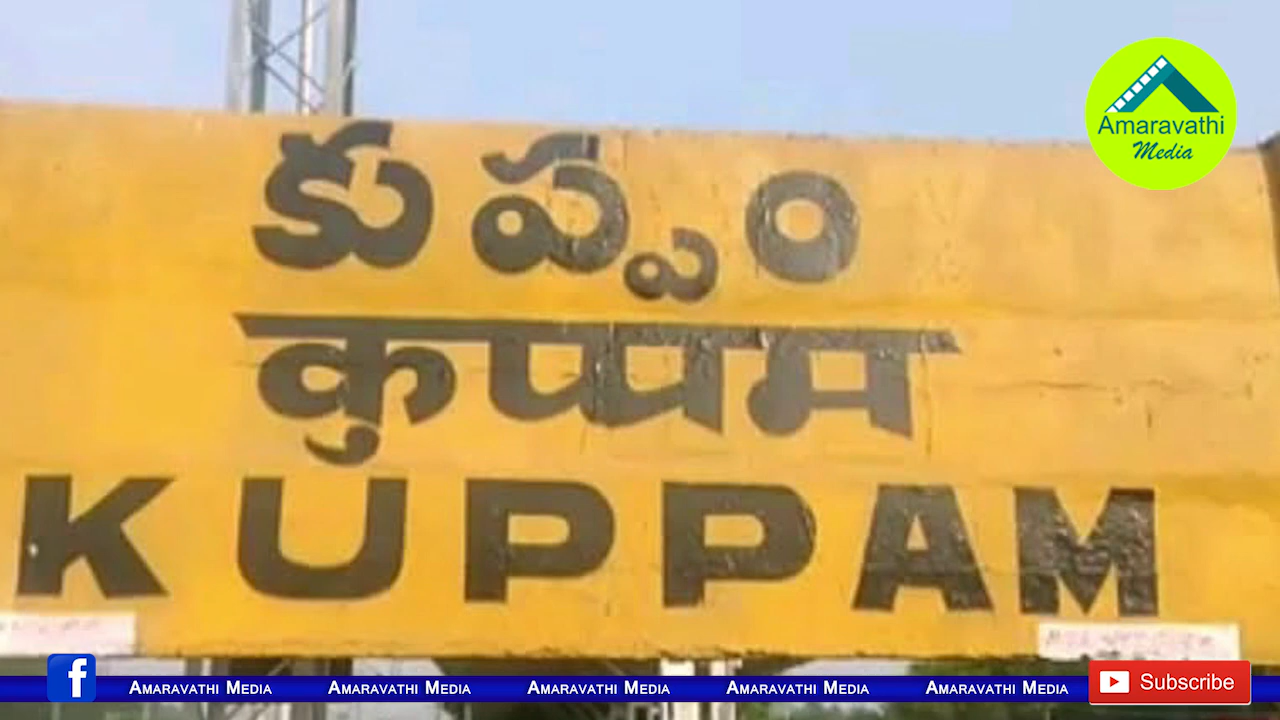 కుప్పం
कुप्पम
KUPPAM
Amaravathi
Media
f Amaravathi Media Amaravathi Media Amaravathi Media Amaravathi Media Amaravathi Media Subscribe